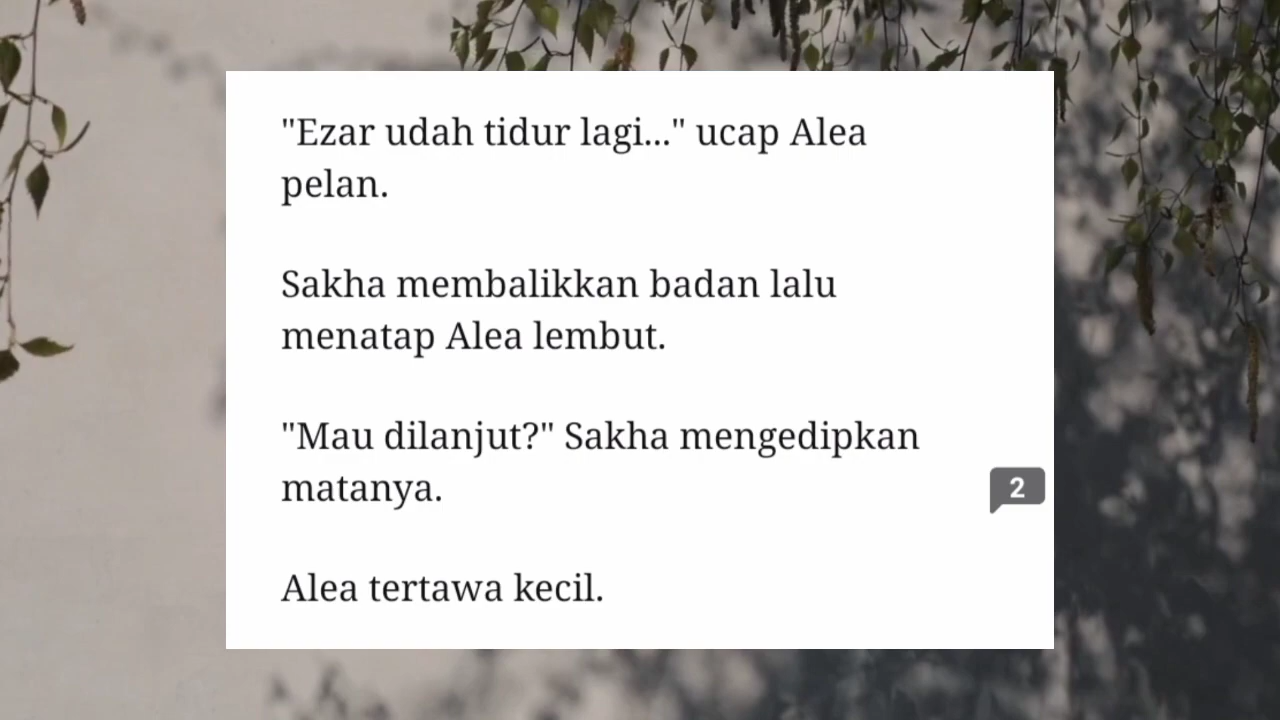 "Ezar udah tidur lagi..." ucap Alea
pelan.
Sakha membalikkan badan lalu
menatap Alea lembut.
"Mau dilanjut?" Sakha mengedipkan
matanya.
2
Alea tertawa kecil.